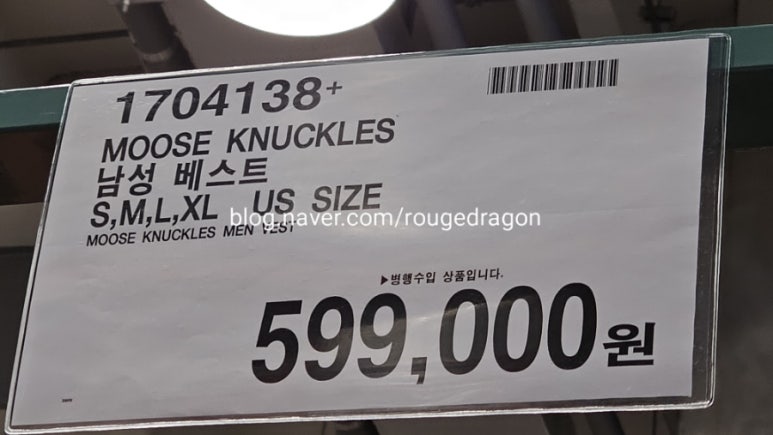 1704138+
MOOSE KNUCKLES
남성 베스트
S,M,L,XL US SIZE
blog.naver.com/rougedragon
MOOSE KNUCKLES MEN VEST
▶병행수입 상품입니다.
599,000원